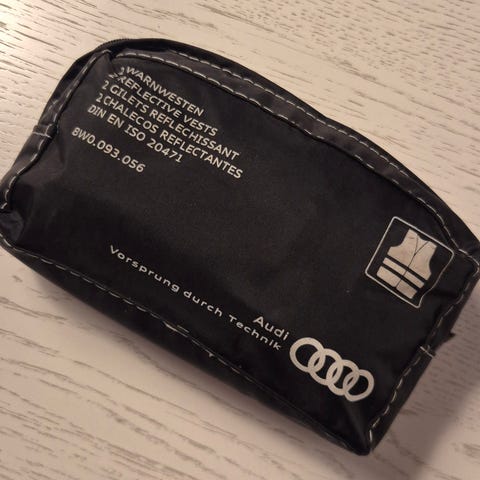 2 WARNWESTEN
2 REFLECTIVE VESTS
2 GILETS REFLECHISSANT
2 CHALECOS REFLECTANTES
DIN EN ISO 20471
8W0.093.056
Audi
Vorsprung durch Technik